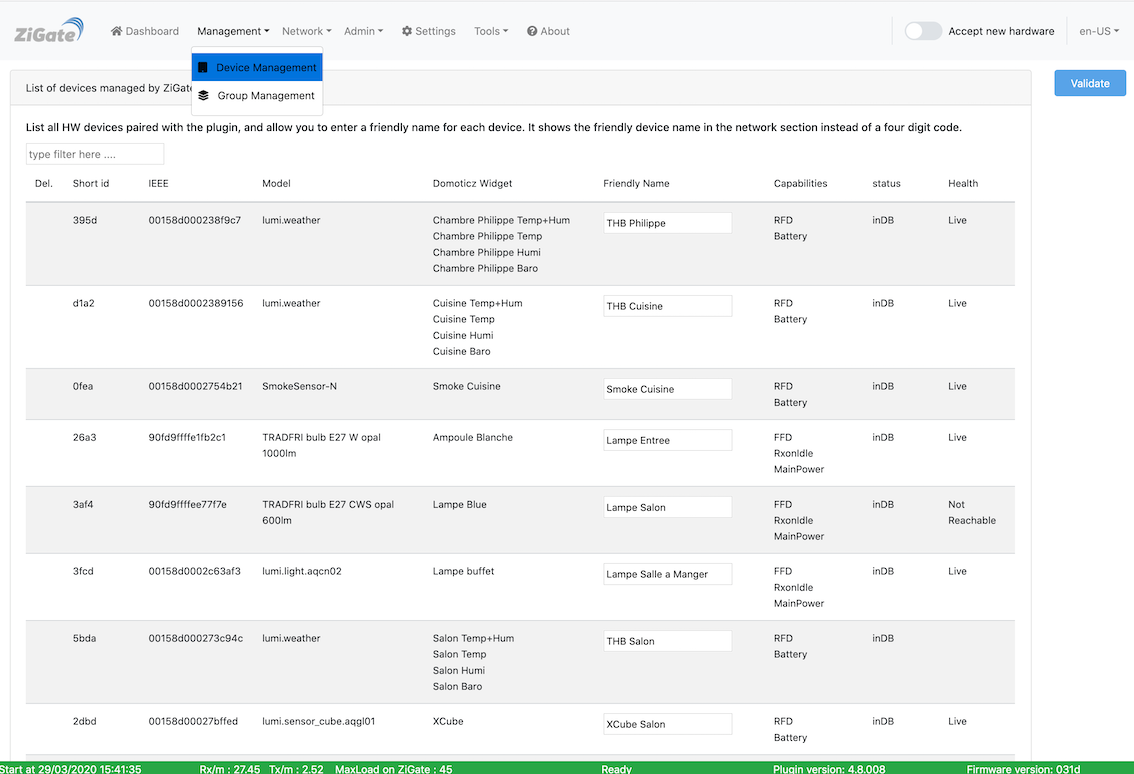 ZiGate Dashboard Management Network Admin Settings Tools About Accept new hardware en-US
Device Management
Group Management
List of devices managed by ZiGate
Validate
List all HW devices paired with the plugin, and allow you to enter a friendly name for each device. It shows the friendly device name in the network section instead of a four digit code.
type filter here ....
Del. Short id IEEE Model Domoticz Widget Friendly Name Capabilities status Health
395d 00158d000238f9c7 lumi.weather Chambre Philippe Temp+Hum THB Philippe RFD inDB Live
Chambre Philippe Temp Battery
Chambre Philippe Humi
Chambre Philippe Baro
d1a2 00158d0002389156 lumi.weather Cuisine Temp+Hum THB Cuisine RFD inDB Live
Cuisine Temp Battery
Cuisine Humi
Cuisine Baro
0fea 00158d0002754b21 SmokeSensor-N Smoke Cuisine Smoke Cuisine RFD inDB Live
Battery
26a3 90fd9ffffe1fb2c1 TRADFRI bulb E27 W opal Ampoule Blanche Lampe Entree FFD inDB Live
1000lm RxonIdle
MainPower
3af4 90fd9ffffee77f7e TRADFRI bulb E27 CWS opal Lampe Blue Lampe Salon FFD inDB Not
600lm RxonIdle Reachable
MainPower
3fcd 00158d0002c63af3 lumi.light.aqcn02 Lampe buffet Lampe Salle a Manger FFD inDB Live
RxonIdle
MainPower
5bda 00158d000273c94c lumi.weather Salon Temp+Hum THB Salon RFD inDB
Salon Temp Battery
Salon Humi
Salon Baro
2dbd 00158d00027bffed lumi.sensor_cube.aqgl01 XCube XCube Salon RFD inDB Live
Battery
Start at 29/03/2020 15:41:35 Rx/m : 27.45 Tx/m : 2.52 MaxLoad on ZiGate : 45 Ready Plugin version: 4.8.008 Firmware version: 031d